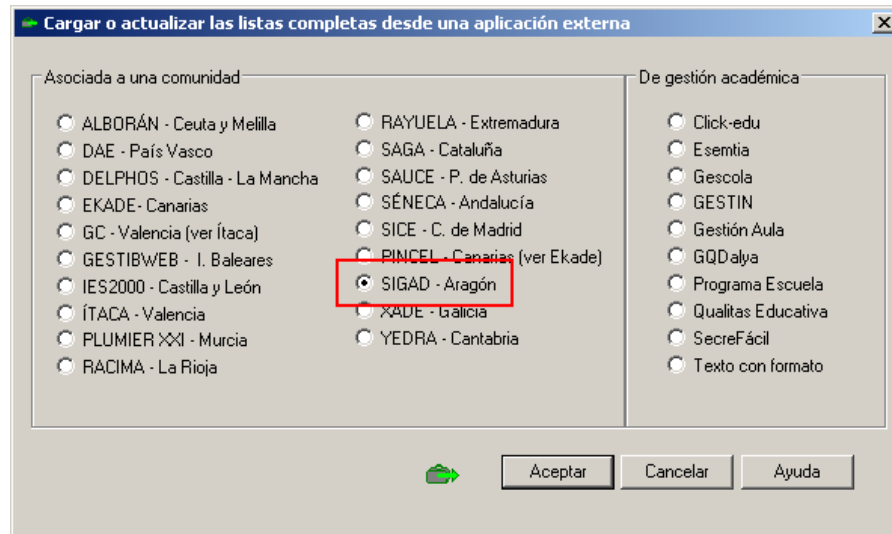 Cargar o actualizar las listas completas desde una aplicación externa
Asociada a una comunidad
ALBORÁN - Ceuta y Melilla
DAE - País Vasco
DELPHOS - Castilla - La Mancha
EKADE- Canarias
GC - Valencia (ver Ítaca)
GESTIBWEB - I. Baleares
IES2000 - Castilla y León
ÍTACA - Valencia
PLUMIER XXI - Murcia
RACIMA - La Rioja
RAYUELA - Extremadura
SAGA - Cataluña
SAUCE - P. de Asturias
SÉNECA - Andalucía
SICE - C. de Madrid
PINCEL - Canarias (ver Ekade)
SIGAD - Aragón
XADE - Galicia
YEDRA - Cantabria
De gestión académica
Click-edu
Esemtia
Gescola
GESTIN
Gestión Aula
GQDalya
Programa Escuela
Qualitas Educativa
SecreFácil
Texto con formato
Aceptar
Cancelar
Ayuda